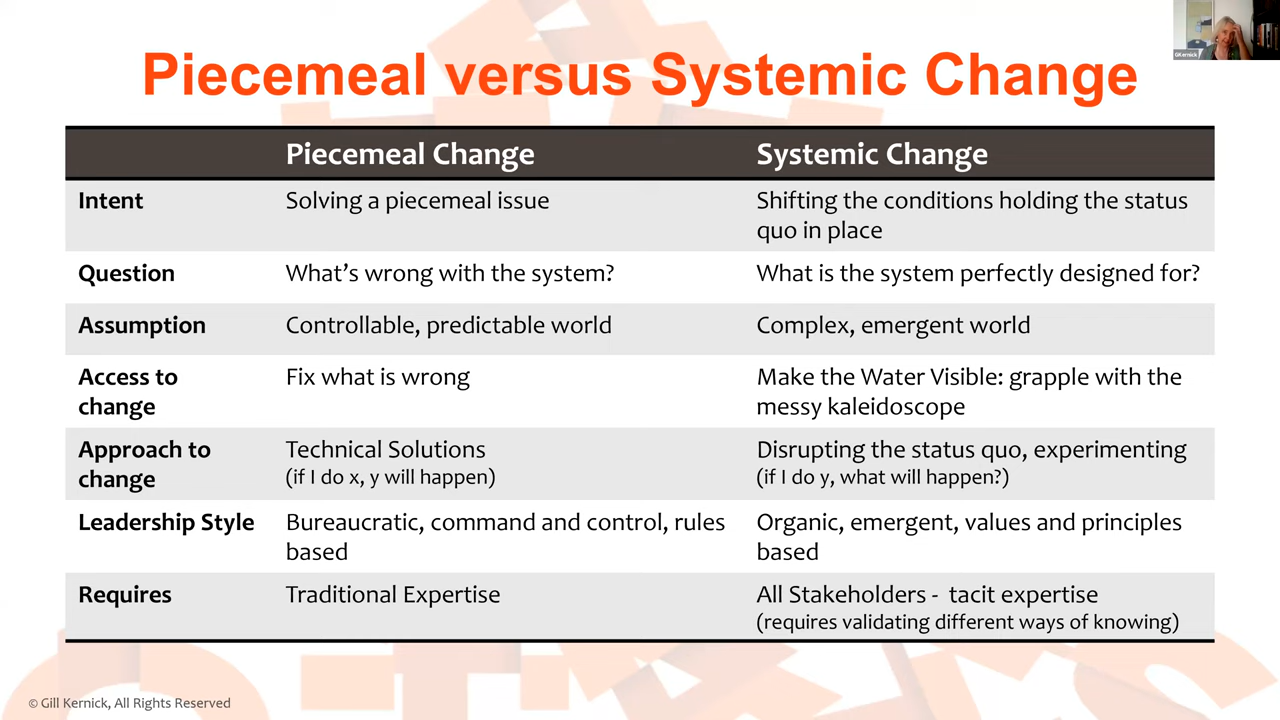 GKernick
Piecemeal versus Systemic Change
Piecemeal Change
Systemic Change
Intent
Solving a piecemeal issue
Shifting the conditions holding the status
quo in place
Question
What’s wrong with the system?
What is the system perfectly designed for?
Assumption
Controllable, predictable world
Complex, emergent world
Access to
change
Fix what is wrong
Make the Water Visible: grapple with the
messy kaleidoscope
Approach to
change
Technical Solutions
(if I do x, y will happen)
Disrupting the status quo, experimenting
(if I do y, what will happen?)
Leadership Style
Bureaucratic, command and control, rules
based
Organic, emergent, values and principles
based
Requires
Traditional Expertise
All Stakeholders - tacit expertise
(requires validating different ways of knowing)
© Gill Kernick, All Rights Reserved